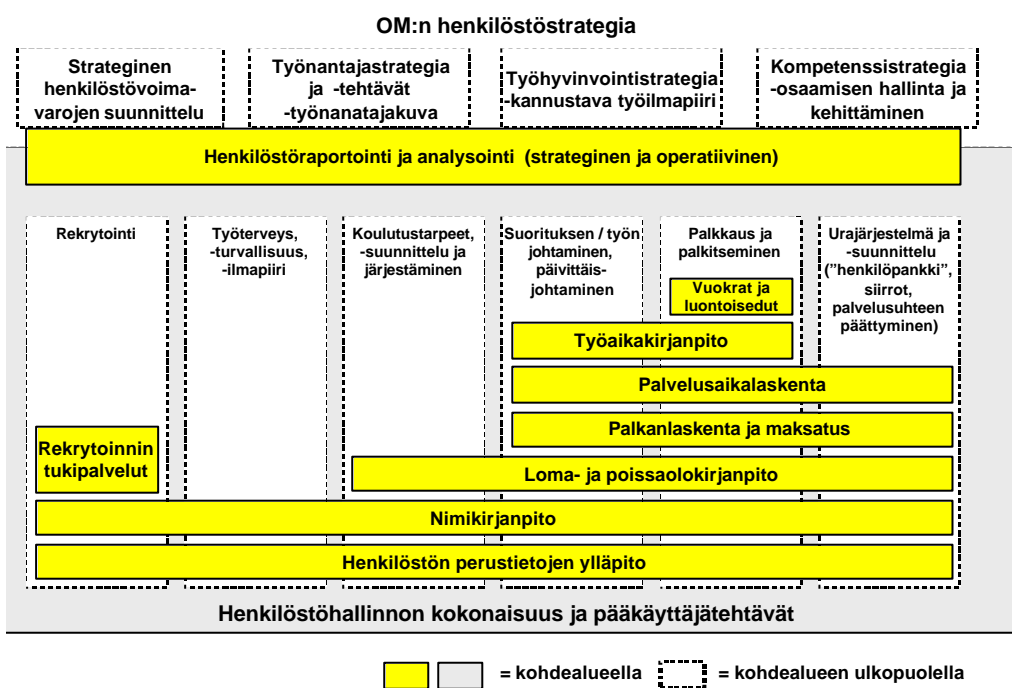 OM:n henkilöstöstrategia
Strateginen
henkilöstövoima-
varojen suunnittelu
Työnantajastrategia
ja -tehtävät
-työnanatajakuva
Työhyvinvointistrategia
-kannustava työilmapiiri
Kompetenssistrategia
-osaamisen hallinta ja
kehittäminen
Henkilöstöraportointi ja analysointi (strateginen ja operatiivinen)
Rekrytointi
Työterveys,
-turvallisuus,
-ilmapiiri
Koulutustarpeet,
-suunnittelu ja
järjestäminen
Suorituksen / työn
johtaminen,
päivittäis-
johtaminen
Palkkaus ja
palkitseminen
Urajärjestelmä ja
-suunnittelu
("henkilöpankki",
siirrot,
palvelusuhteen
päättyminen)
Vuokrat ja
luontoisedut
Työaikakirjanpito
Palvelusaikalaskenta
Palkanlaskenta ja maksatus
Rekrytoinnin
tukipalvelut
Loma- ja poissaolokirjanpito
Nimikirjanpito
Henkilöstön perustietojen ylläpito
Henkilöstöhallinnon kokonaisuus ja pääkäyttäjätehtävät
= kohdealueella
= kohdealueen ulkopuolella